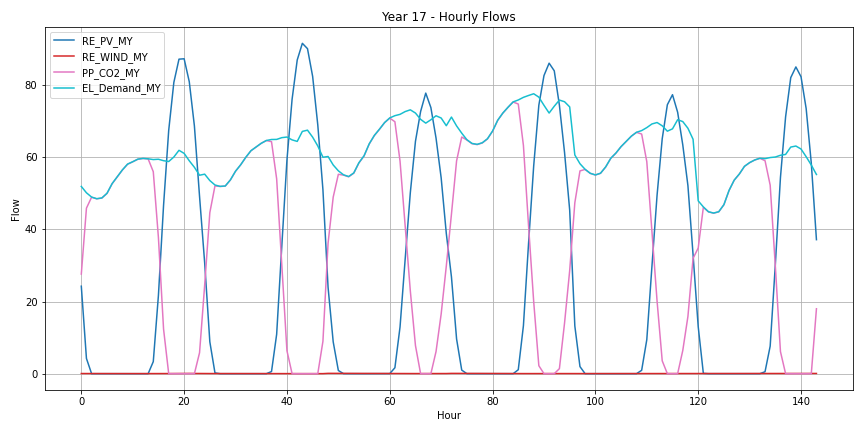 Year 17 - Hourly Flows
RE_PV_MY
RE_WIND_MY
PP_CO2_MY
EL_Demand_MY
80
60
40
20
0
Flow
0 20 40 60 80 100 120 140
Hour